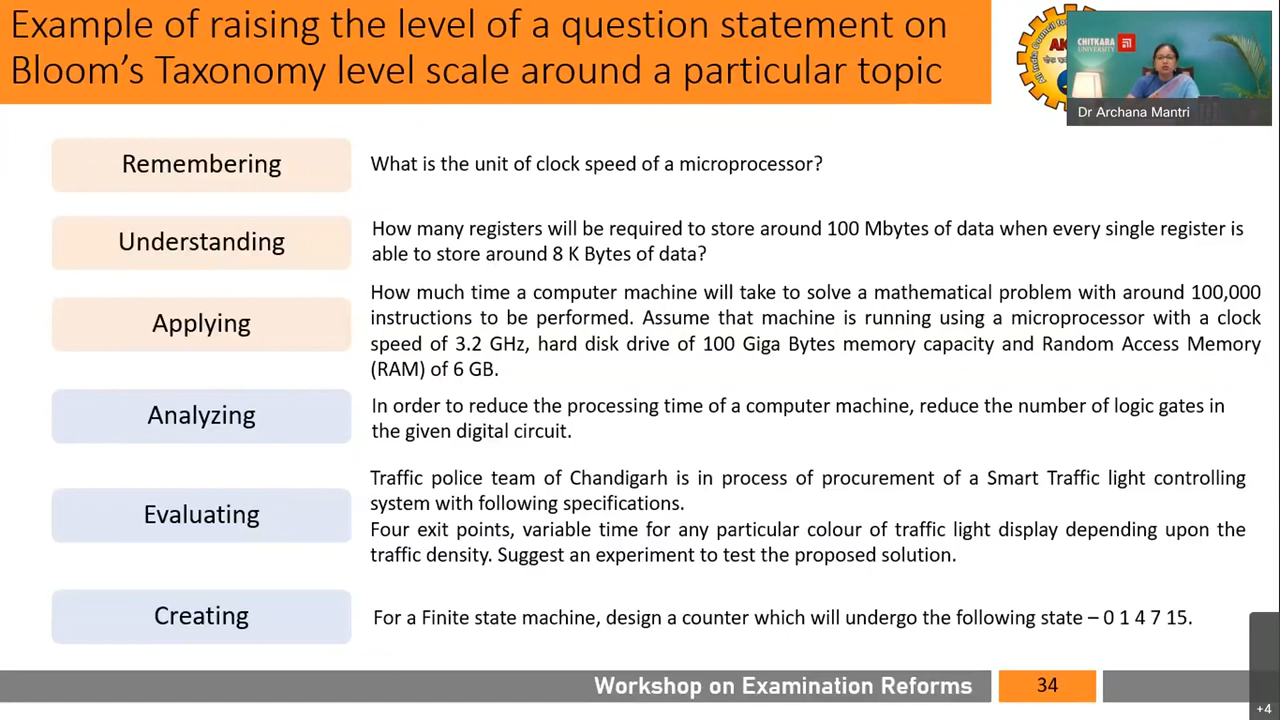 Example of raising the level of a question statement on
Bloom's Taxonomy level scale around a particular topic
CHITKARA
UNIVERSITY
Dr Archana Mantri
Remembering
What is the unit of clock speed of a microprocessor?
Understanding
How many registers will be required to store around 100 Mbytes of data when every single register is
able to store around 8 K Bytes of data?
Applying
How much time a computer machine will take to solve a mathematical problem with around 100,000
instructions to be performed. Assume that machine is running using a microprocessor with a clock
speed of 3.2 GHz, hard disk drive of 100 Giga Bytes memory capacity and Random Access Memory
(RAM) of 6 GB.
Analyzing
In order to reduce the processing time of a computer machine, reduce the number of logic gates in
the given digital circuit.
Evaluating
Traffic police team of Chandigarh is in process of procurement of a Smart Traffic light controlling
system with following specifications.
Four exit points, variable time for any particular colour of traffic light display depending upon the
traffic density. Suggest an experiment to test the proposed solution.
Creating
For a Finite state machine, design a counter which will undergo the following state – 0 1 4 7 15.
Workshop on Examination Reforms
34
+4